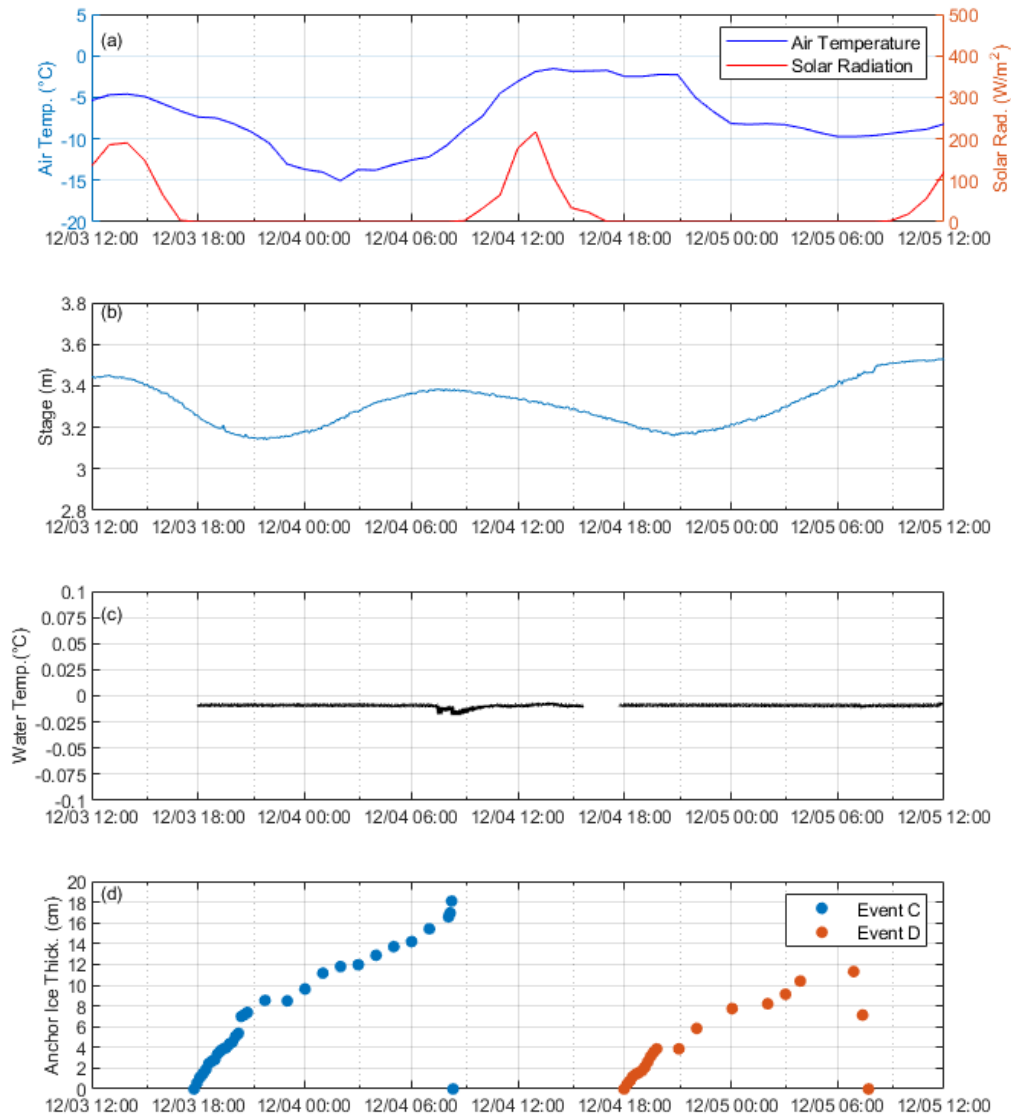 (a)
Air Temperature
Solar Radiation
Air Temp. (°C)
5
0
-5
-10
-15
-20
Solar Rad. (W/m²)
500
400
300
200
100
0
12/03 12:00 12/03 18:00 12/04 00:00 12/04 06:00 12/04 12:00 12/04 18:00 12/05 00:00 12/05 06:00 12/05 12:00
(b)
Stage (m)
3.8
3.6
3.4
3.2
3
2.8
12/03 12:00 12/03 18:00 12/04 00:00 12/04 06:00 12/04 12:00 12/04 18:00 12/05 00:00 12/05 06:00 12/05 12:00
(c)
Water Temp.(°C)
0.1
0.075
0.05
0.025
0
-0.025
-0.05
-0.075
-0.1
12/03 12:00 12/03 18:00 12/04 00:00 12/04 06:00 12/04 12:00 12/04 18:00 12/05 00:00 12/05 06:00 12/05 12:00
(d)
Event C
Event D
Anchor Ice Thick. (cm)
20
18
16
14
12
10
8
6
4
2
0
12/03 12:00 12/03 18:00 12/04 00:00 12/04 06:00 12/04 12:00 12/04 18:00 12/05 00:00 12/05 06:00 12/05 12:00